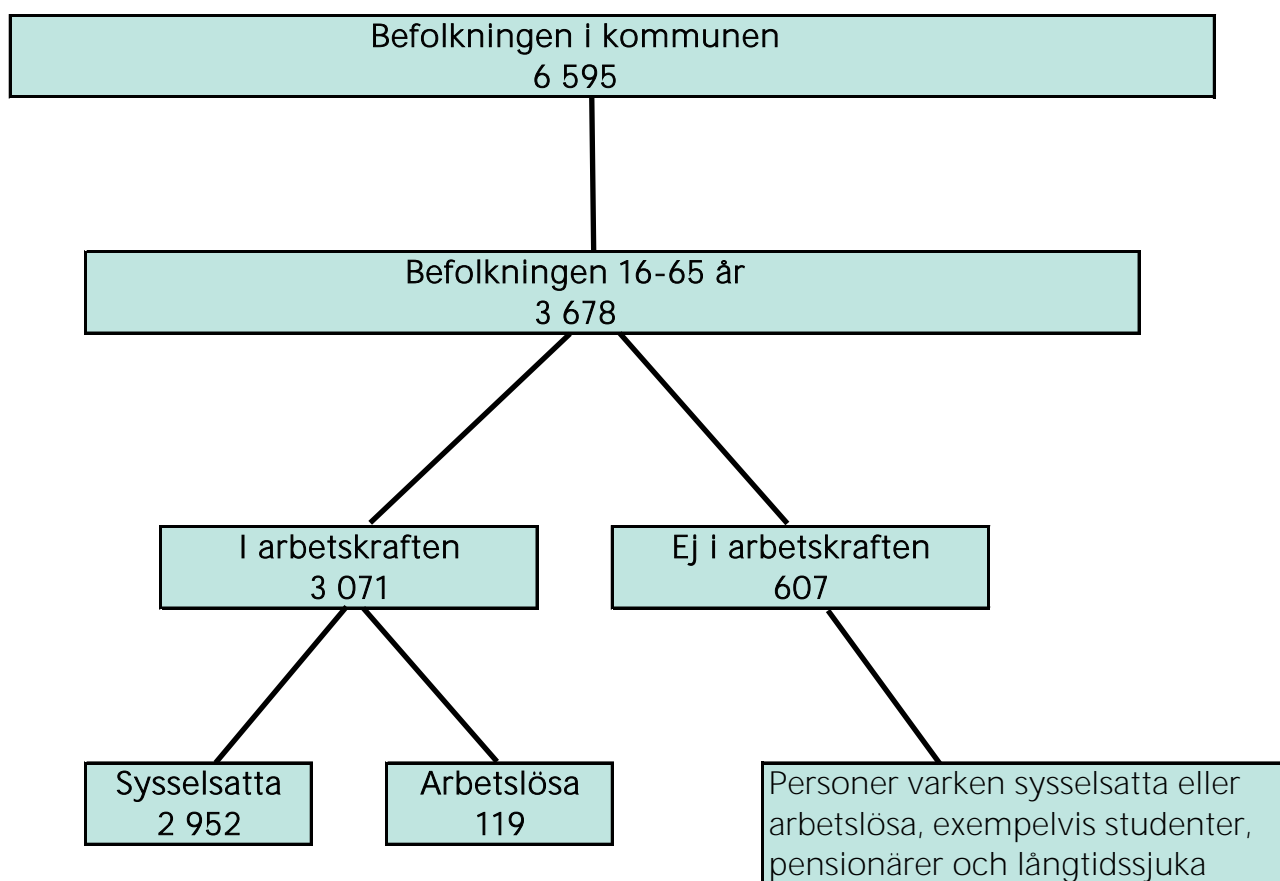 Befolkningen i kommunen
6 595
Befolkningen 16-65 år
3 678
I arbetskraften
3 071
Ej i arbetskraften
607
Sysselsatta
2 952
Arbetslösa
119
Personer varken sysselsatta eller
arbetslösa, exempelvis studenter,
pensionärer och långtidssjuka